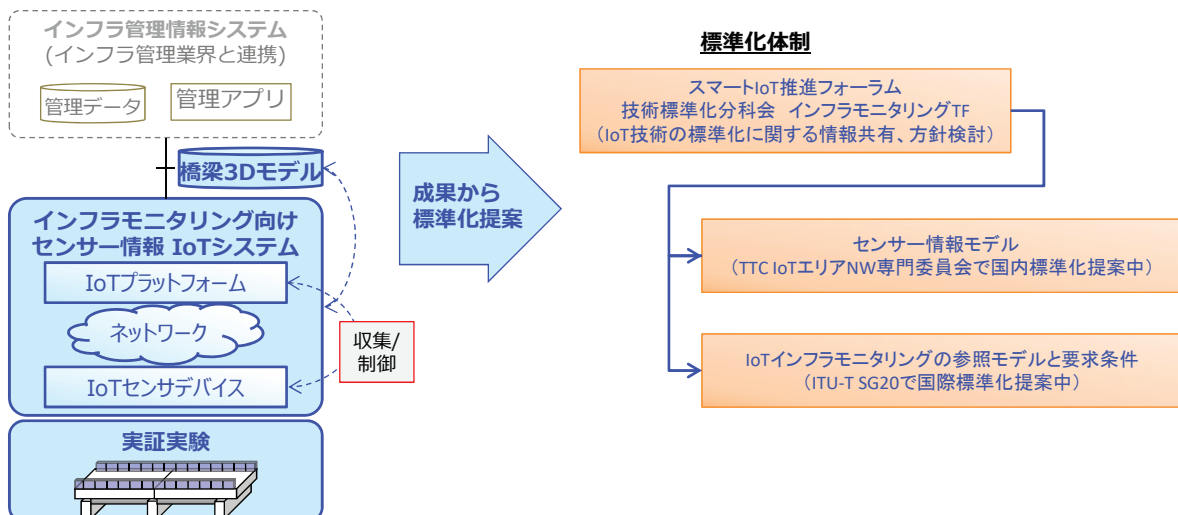 インフラ管理情報システム
(インフラ管理業界と連携)
管理データ
管理アプリ
橋梁3Dモデル
インフラモニタリング向け
センサー情報 IoTシステム
IoTプラットフォーム
ネットワーク
IoTセンサデバイス
収集/
制御
実証実験
成果から
標準化提案
標準化体制
スマートIoT推進フォーラム
技術標準化分科会 インフラモニタリングTF
（IoT技術の標準化に関する情報共有、方針検討）
センサー情報モデル
（TTC IoTエリアNW専門委員会で国内標準化提案中）
IoTインフラモニタリングの参照モデルと要求条件
（ITU-T SG20で国際標準化提案中）